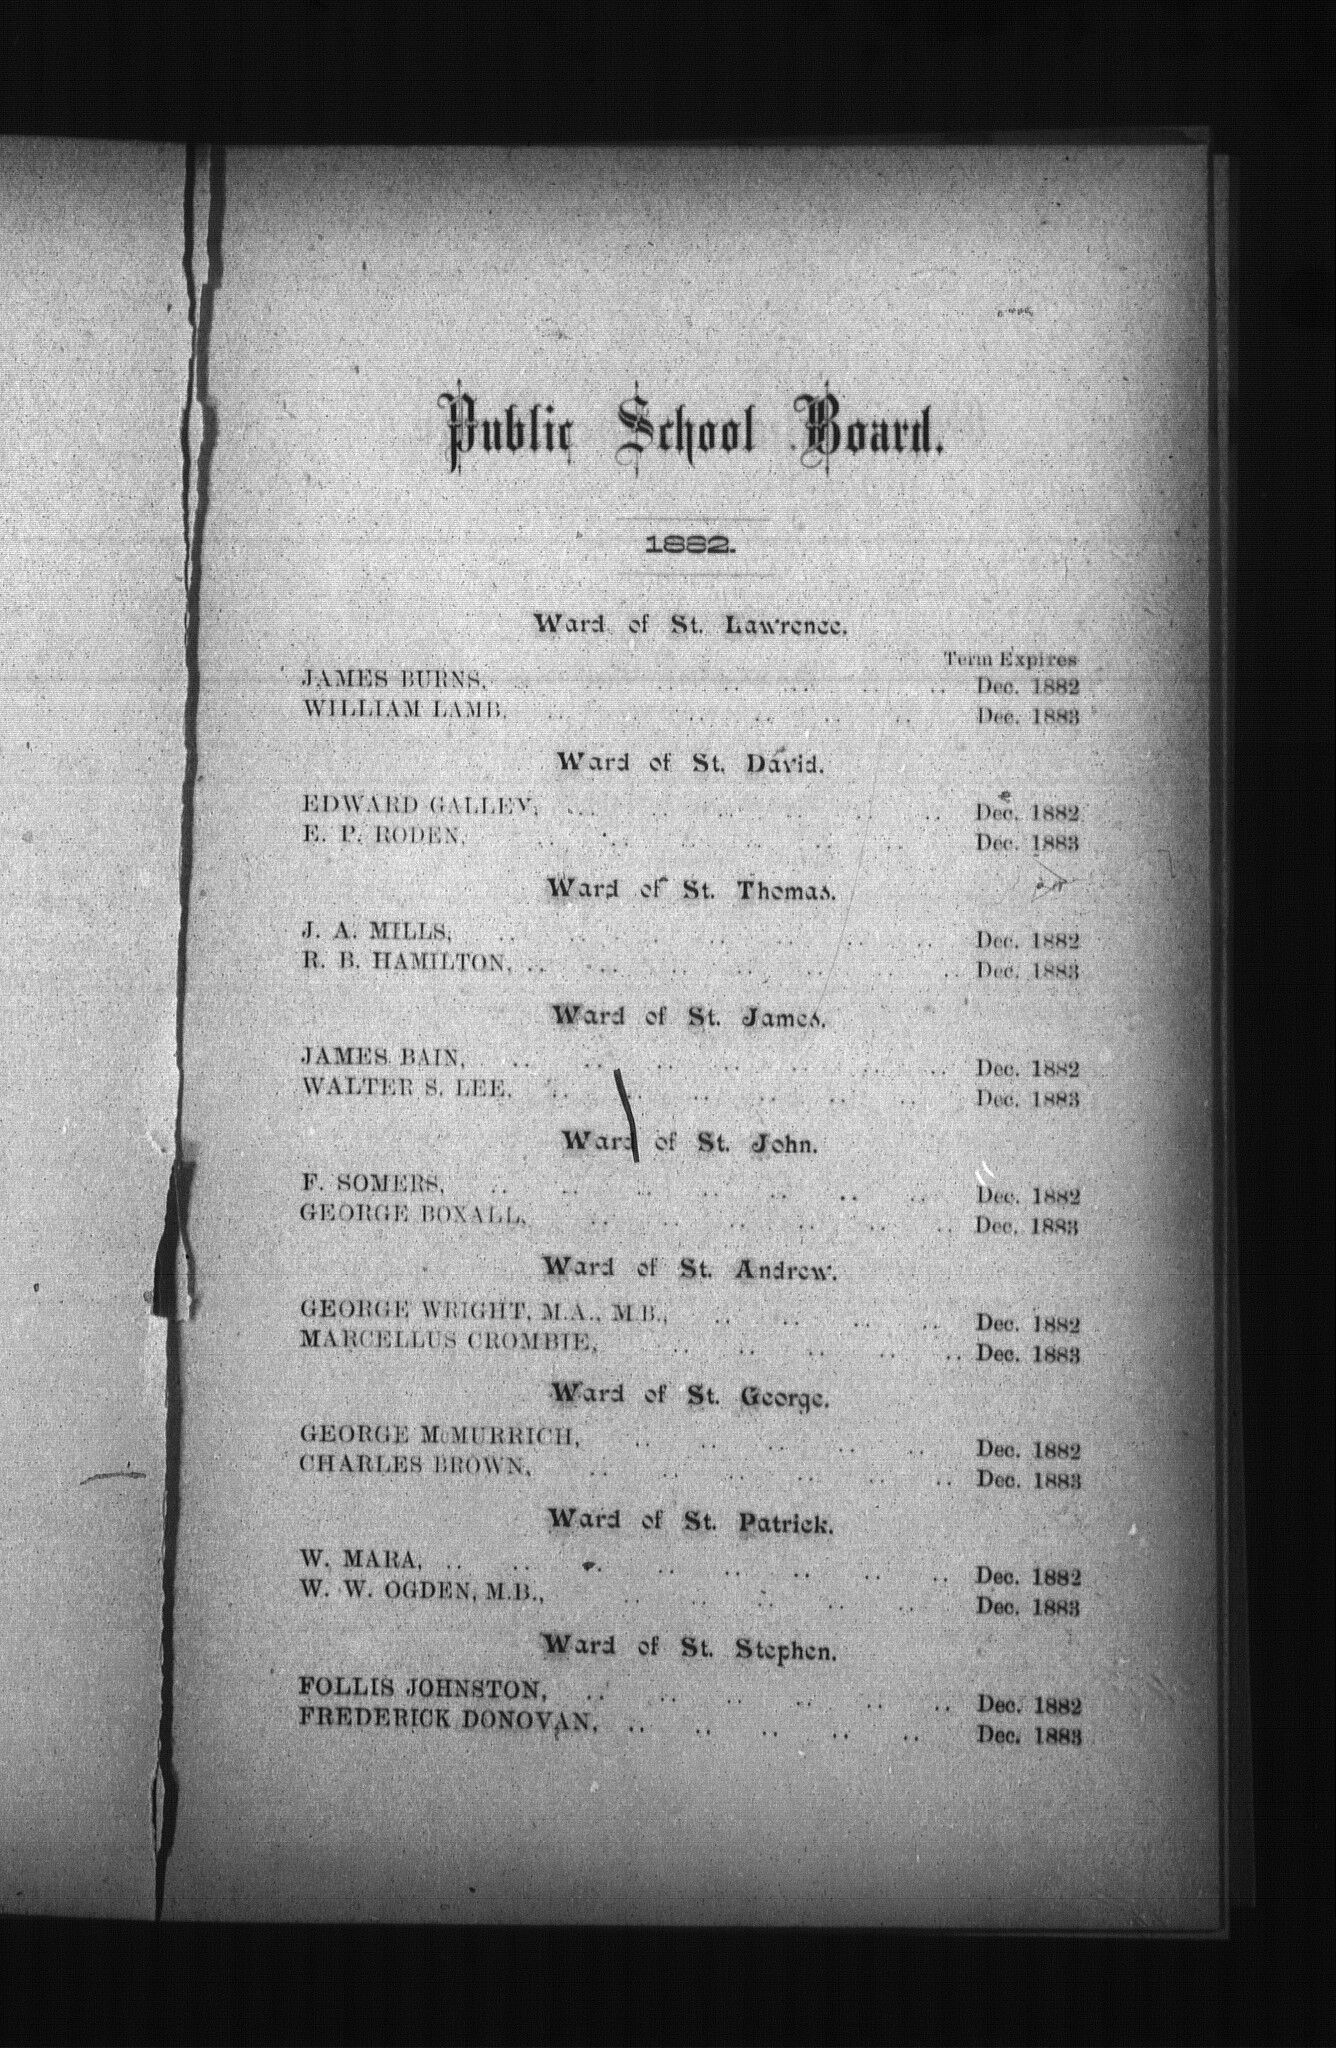 Public School Board.
1882.
Ward of St. Lawrence.
Term Expires
JAMES BURNS, .. .. .. .. .. .. .. Dec. 1882
WILLIAM LAMB, .. .. .. .. .. .. Dec. 1883
Ward of St. David.
EDWARD GALLEY, .. .. .. .. .. .. Dec. 1882
E. P. RODEN, .. .. .. .. .. .. Dec. 1883
Ward of St. Thomas.
J. A. MILLS, .. .. .. .. .. .. .. Dec. 1882
R. B. HAMILTON, .. .. .. .. .. .. .. Dec. 1883
Ward of St. James.
JAMES BAIN, .. .. .. .. .. .. .. Dec. 1882
WALTER S. LEE, .. .. .. .. .. .. Dec. 1883
Ward of St. John.
F. SOMERS, .. .. .. .. .. .. .. Dec. 1882
GEORGE BOXALL, .. .. .. .. .. .. Dec. 1883
Ward of St. Andrew.
GEORGE WRIGHT, M.A., M.B., .. .. .. .. Dec. 1882
MARCELLUS CROMBIE, .. .. .. .. .. Dec. 1883
Ward of St. George.
GEORGE McMURRICH, .. .. .. .. .. Dec. 1882
CHARLES BROWN, .. .. .. .. .. .. Dec. 1883
Ward of St. Patrick.
W. MARA, .. .. .. .. .. .. .. .. Dec. 1882
W. W. OGDEN, M.B., .. .. .. .. .. Dec. 1883
Ward of St. Stephen.
FOLLIS JOHNSTON, .. .. .. .. .. .. Dec. 1882
FREDERICK DONOVAN, .. .. .. .. .. Dec. 1883